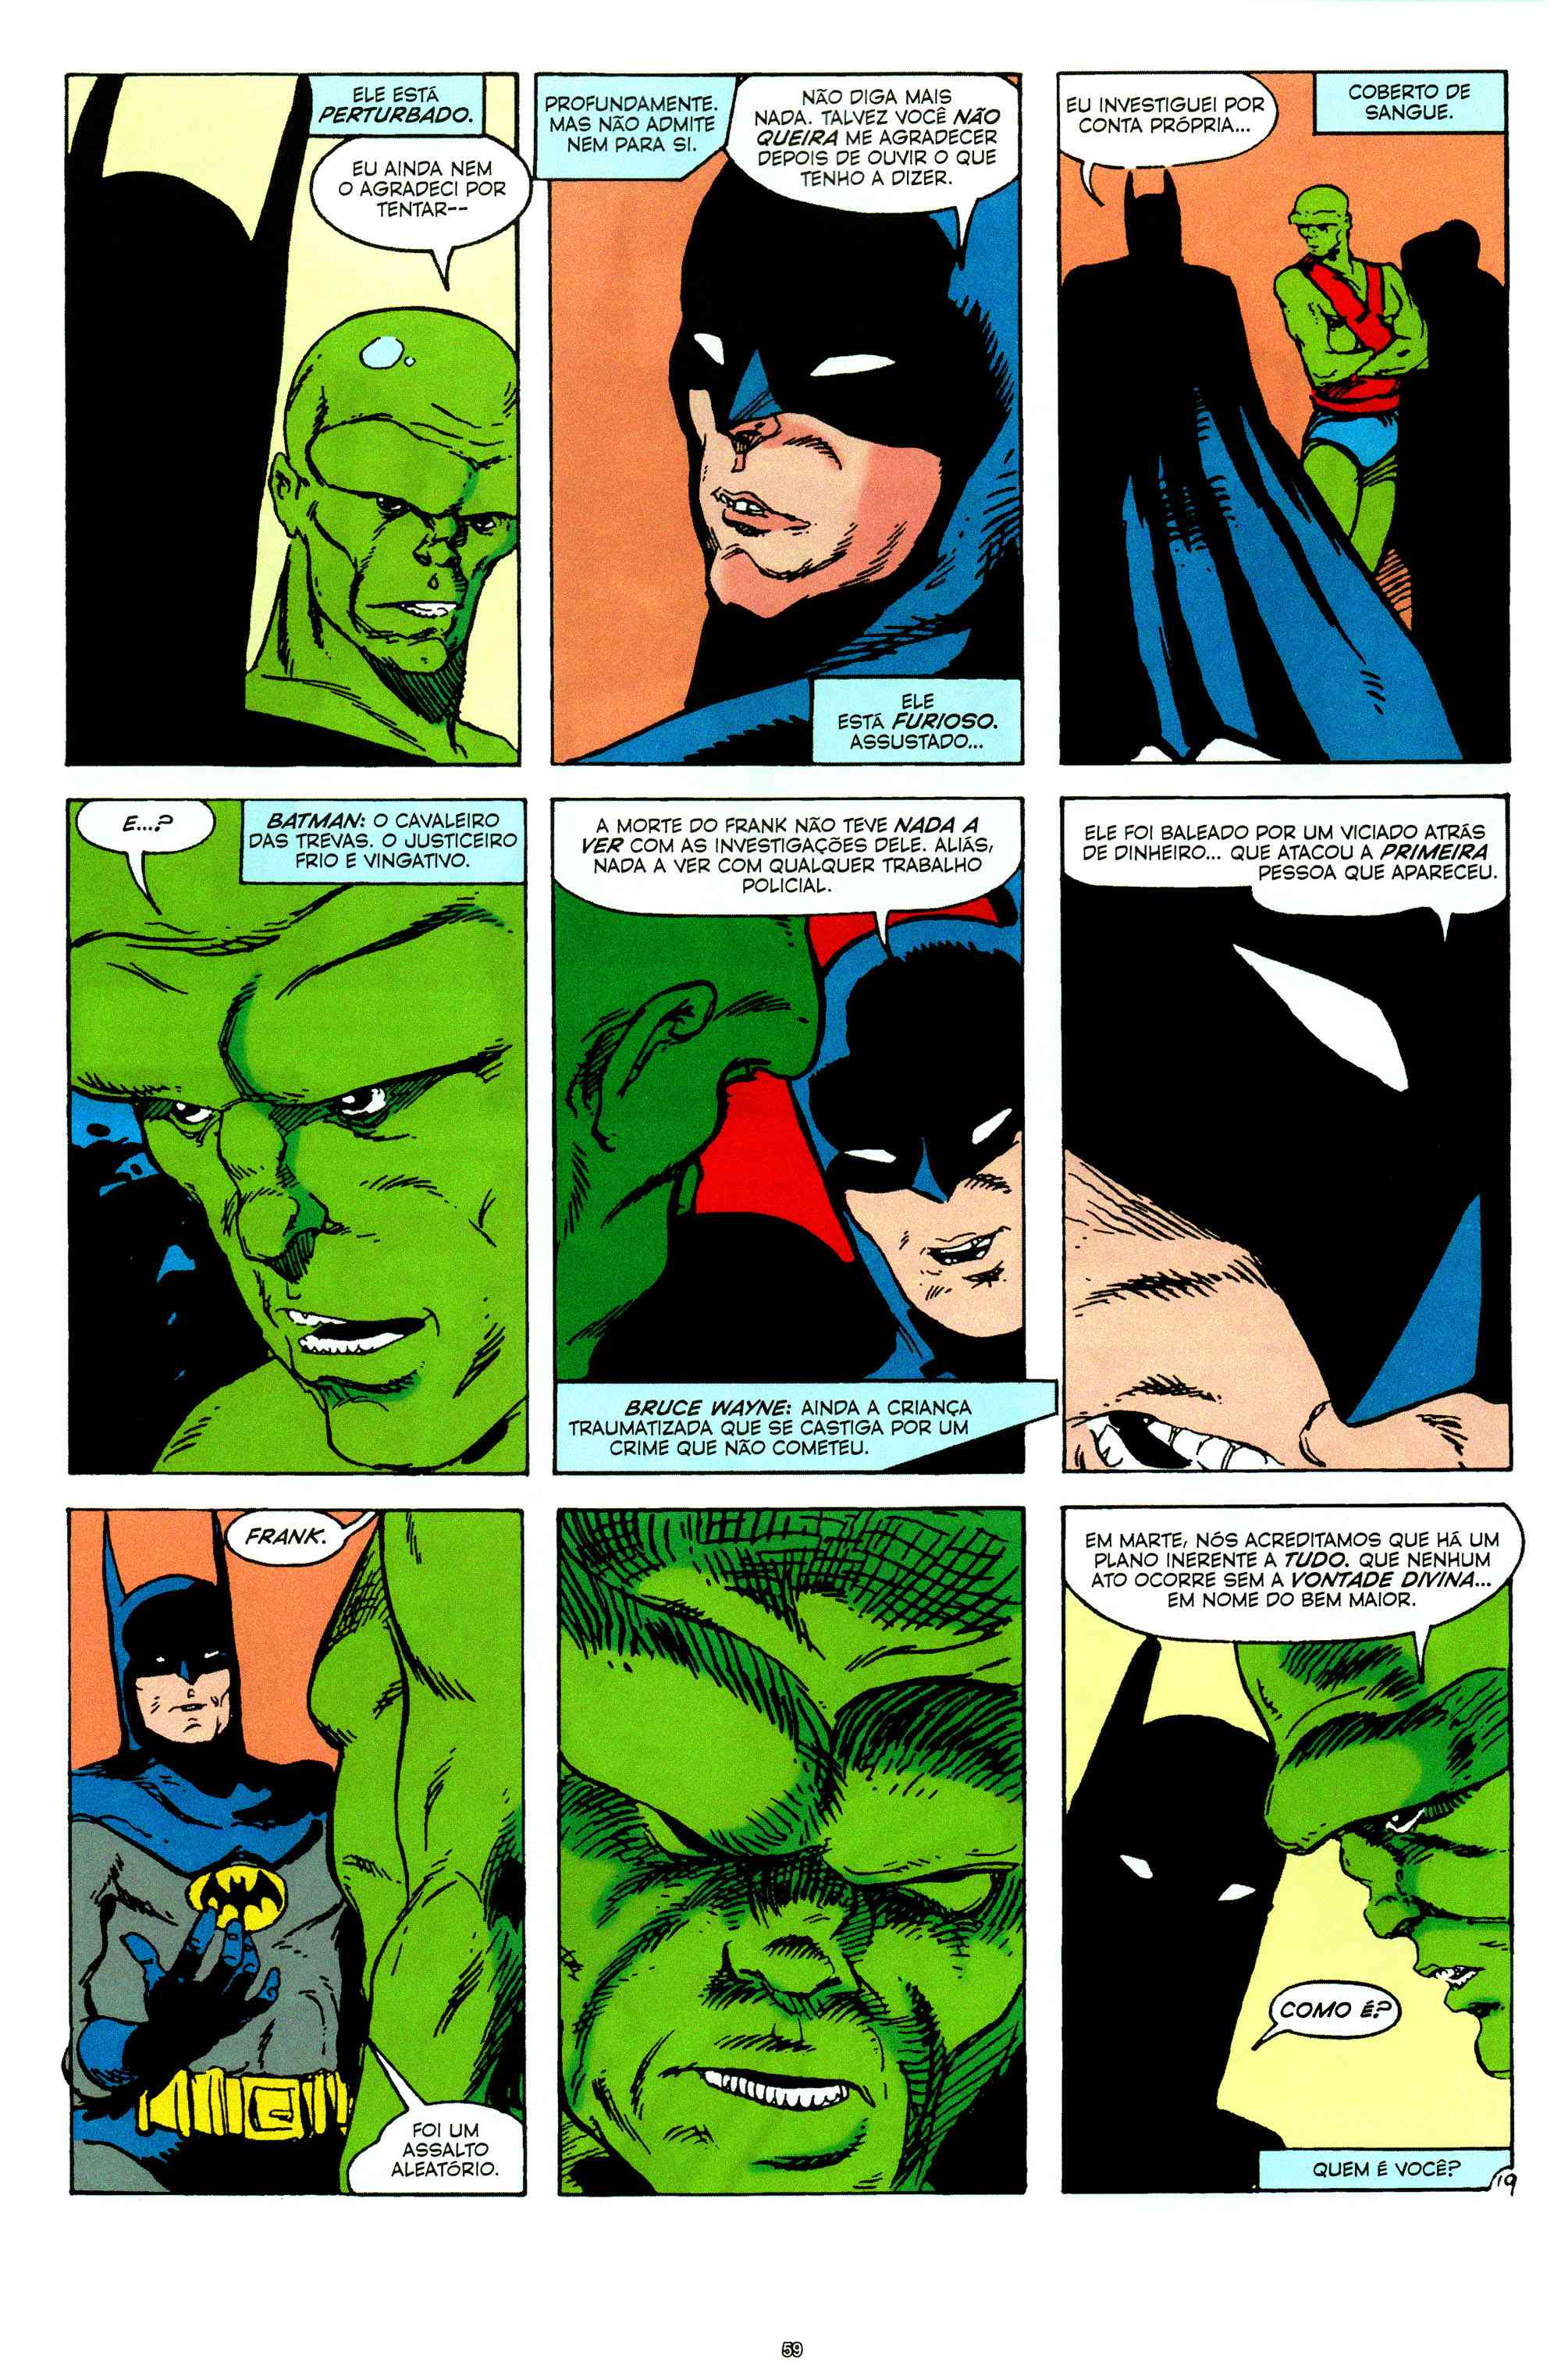 ELE ESTÁ
PERTURBADO.
EU AINDA NEM
O AGRADECI POR
TENTAR--
PROFUNDAMENTE.
MAS NÃO ADMITE
NEM PARA SI.
NÃO DIGA MAIS
NADA. TALVEZ VOCÊ NÃO
QUEIRA ME AGRADECER
DEPOIS DE OUVIR O QUE
TENHO A DIZER.
ELE
ESTÁ FURIOSO.
ASSUSTADO...
EU INVESTIGUEI POR
CONTA PRÓPRIA...
COBERTO DE
SANGUE.
E...?
BATMAN: O CAVALEIRO
DAS TREVAS. O JUSTICEIRO
FRIO E VINGATIVO.
A MORTE DO FRANK NÃO TEVE NADA A
VER COM AS INVESTIGAÇÕES DELE. ALIÁS,
NADA A VER COM QUALQUER TRABALHO
POLICIAL.
BRUCE WAYNE: AINDA A CRIANÇA
TRAUMATIZADA QUE SE CASTIGA POR UM
CRIME QUE NÃO COMETEU.
ELE FOI BALEADO POR UM VICIADO ATRÁS
DE DINHEIRO... QUE ATACOU A PRIMEIRA
PESSOA QUE APARECEU.
FRANK.
FOI UM
ASSALTO
ALEATÓRIO.
EM MARTE, NÓS ACREDITAMOS QUE HÁ UM
PLANO INERENTE A TUDO. QUE NENHUM
ATO OCORRE SEM A VONTADE DIVINA...
EM NOME DO BEM MAIOR.
COMO É?
QUEM É VOCÊ?
19
59